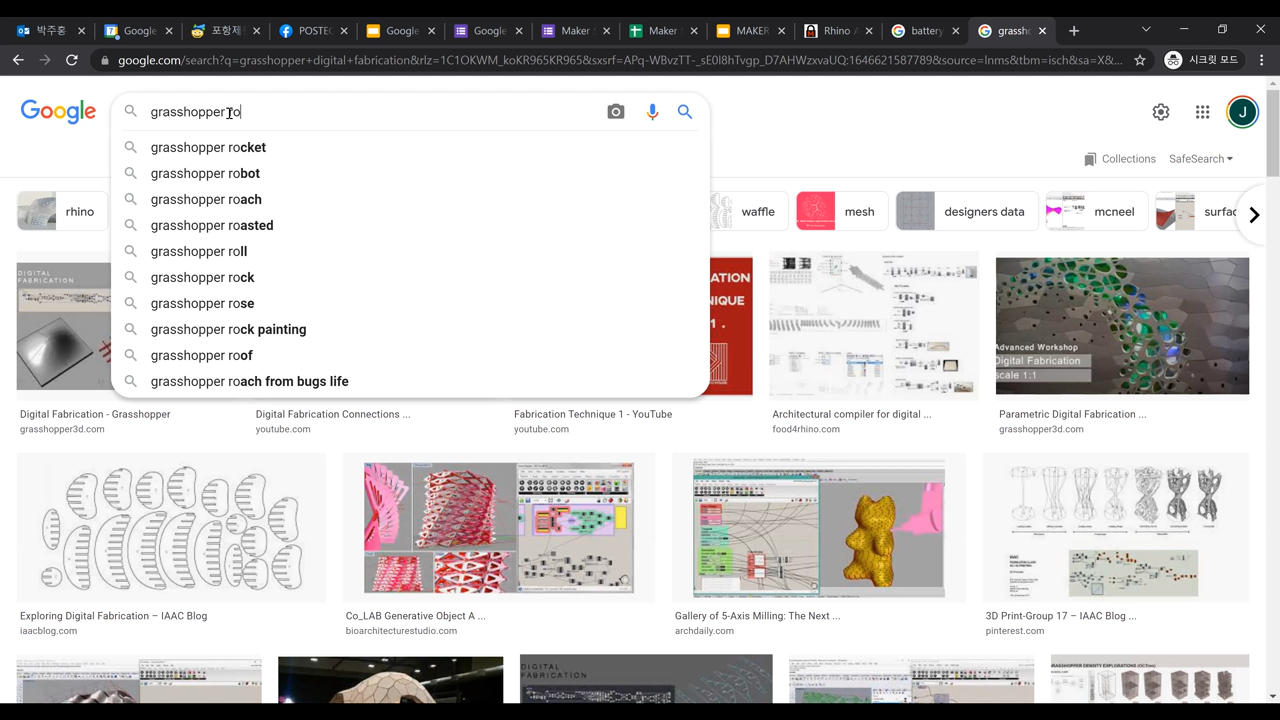 박주홍
Google
포항제
POSTEC
Google
Google
Maker S
Maker
MAKER
Rhino A
battery
grassho
google.com/search?q=grasshopper+digital+fabrication&rlz=1C1OKWM_koKR965KR965&sxsrf=APq-WBvzTT-_sE0l8hTvgp_D7AHWzxvaUQ:1646621587789&source=lnms&tbm=isch&sa=X&...
시크릿 모드
Google
grasshopper ro
J
grasshopper rocket
grasshopper robot
grasshopper roach
grasshopper roasted
grasshopper roll
grasshopper rock
grasshopper rose
grasshopper rock painting
grasshopper roof
grasshopper roach from bugs life
Collections
SafeSearch
rhino
waffle
mesh
designers data
mcneel
surfac
DIGITAL
FABRICATION
ATION
NIQUE
1 .
Advanced Workshop
Digital Fabrication
scale 1:1
Digital Fabrication - Grasshopper
grasshopper3d.com
Digital Fabrication Connections ...
youtube.com
Fabrication Technique 1 - YouTube
youtube.com
Architectural compiler for digital ...
food4rhino.com
Parametric Digital Fabrication ...
grasshopper3d.com
Exploring Digital Fabrication – IAAC Blog
iaacblog.com
Co_LAB Generative Object A ...
bioarchitecturestudio.com
Gallery of 5-Axis Milling: The Next ...
archdaily.com
3D Print-Group 17 – IAAC Blog ...
pinterest.com
DIGITAL
FABRICATION
GRASSHOPPER DENSITY EXPLORATIONS (OCTree)